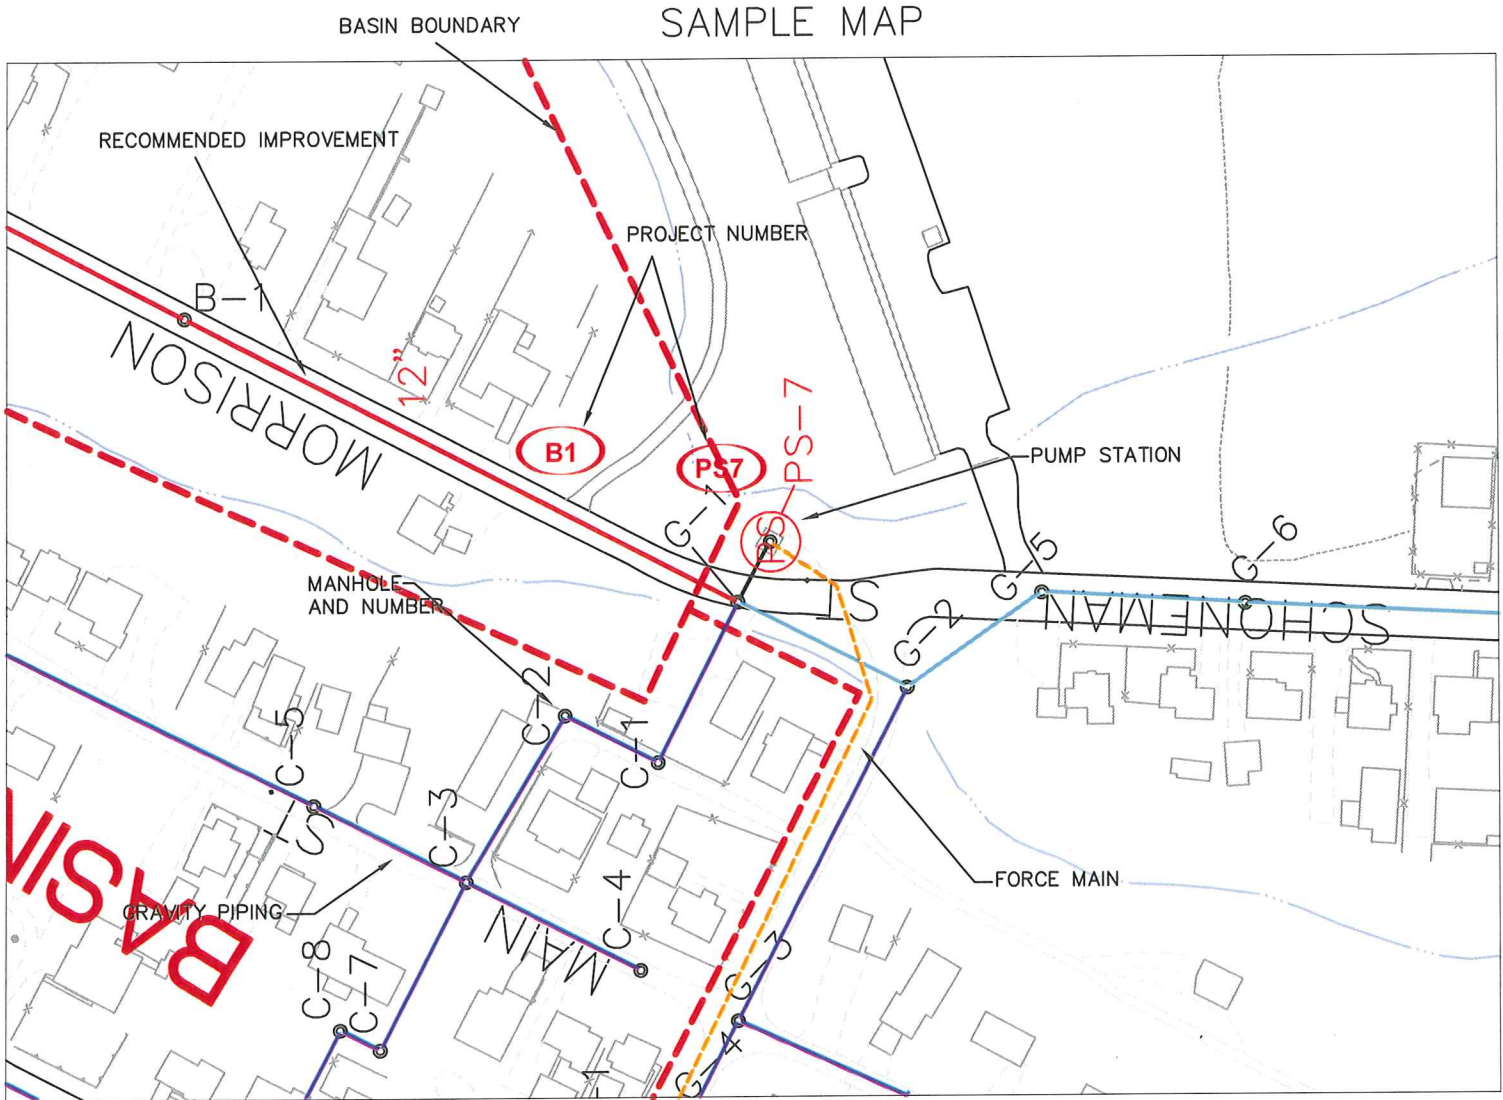 SAMPLE MAP
BASIN BOUNDARY
RECOMMENDED IMPROVEMENT
PROJECT NUMBER
B-1
MORRISON
12"
B1
PS7
PS-PS-7
PUMP STATION
G-7
ST
G-5
G-6
SCHONEMAN
G-2
MANHOLE
AND NUMBER
C-2
C-1
C-5
ST.
C-3
C-4
MAIN
GRAVITY PIPING
BASIN
FORCE MAIN
C-8
C-7
G-3
G-4
-1